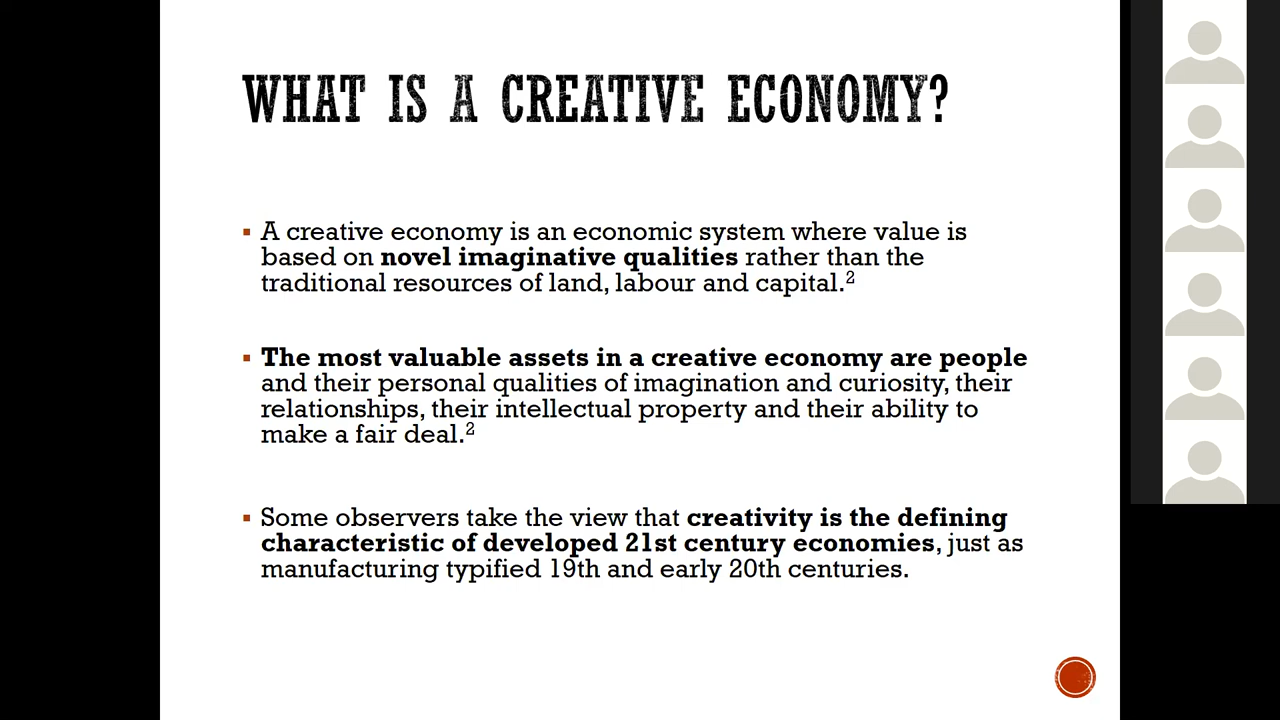 WHAT IS A CREATIVE ECONOMY?
▪ A creative economy is an economic system where value is
based on novel imaginative qualities rather than the
traditional resources of land, labour and capital.²
▪ The most valuable assets in a creative economy are people
and their personal qualities of imagination and curiosity, their
relationships, their intellectual property and their ability to
make a fair deal.²
▪ Some observers take the view that creativity is the defining
characteristic of developed 21st century economies, just as
manufacturing typified 19th and early 20th centuries.